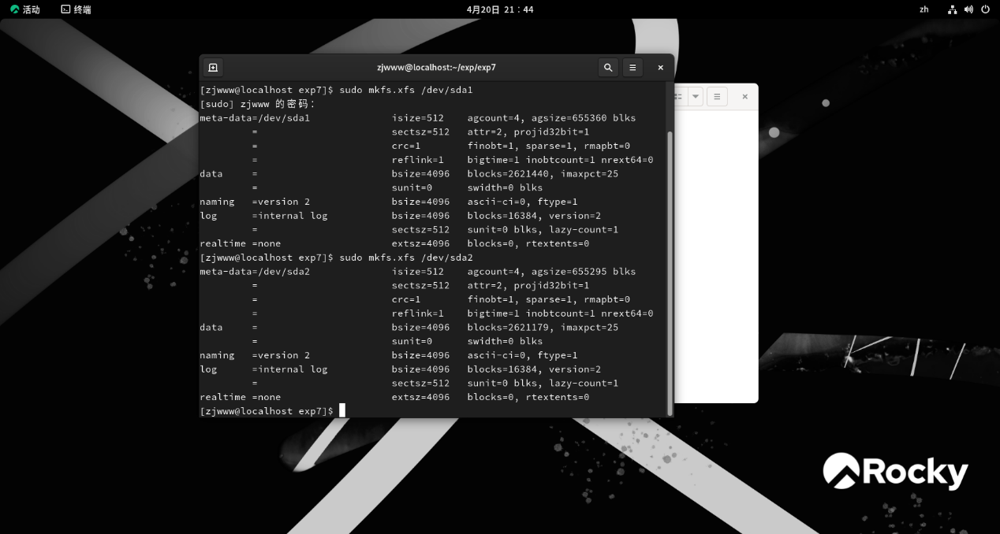 活动 终端 4月20日 21：44 zh
zjwww@localhost:~/exp/exp7
[zjwww@localhost exp7]$ sudo mkfs.xfs /dev/sda1
[sudo] zjwww 的密码：
meta-data=/dev/sda1              isize=512    agcount=4, agsize=655360 blks
         =                       sectsz=512   attr=2, projid32bit=1
         =                       crc=1        finobt=1, sparse=1, rmapbt=0
         =                       reflink=1    bigtime=1 inobtcount=1 nrext64=0
data     =                       bsize=4096   blocks=2621440, imaxpct=25
         =                       sunit=0      swidth=0 blks
naming   =version 2              bsize=4096   ascii-ci=0, ftype=1
log      =internal log           bsize=4096   blocks=16384, version=2
         =                       sectsz=512   sunit=0 blks, lazy-count=1
realtime =none                   extsz=4096   blocks=0, rtextents=0
[zjwww@localhost exp7]$ sudo mkfs.xfs /dev/sda2
meta-data=/dev/sda2              isize=512    agcount=4, agsize=655295 blks
         =                       sectsz=512   attr=2, projid32bit=1
         =                       crc=1        finobt=1, sparse=1, rmapbt=0
         =                       reflink=1    bigtime=1 inobtcount=1 nrext64=0
data     =                       bsize=4096   blocks=2621179, imaxpct=25
         =                       sunit=0      swidth=0 blks
naming   =version 2              bsize=4096   ascii-ci=0, ftype=1
log      =internal log           bsize=4096   blocks=16384, version=2
         =                       sectsz=512   sunit=0 blks, lazy-count=1
realtime =none                   extsz=4096   blocks=0, rtextents=0
[zjwww@localhost exp7]$
Rocky